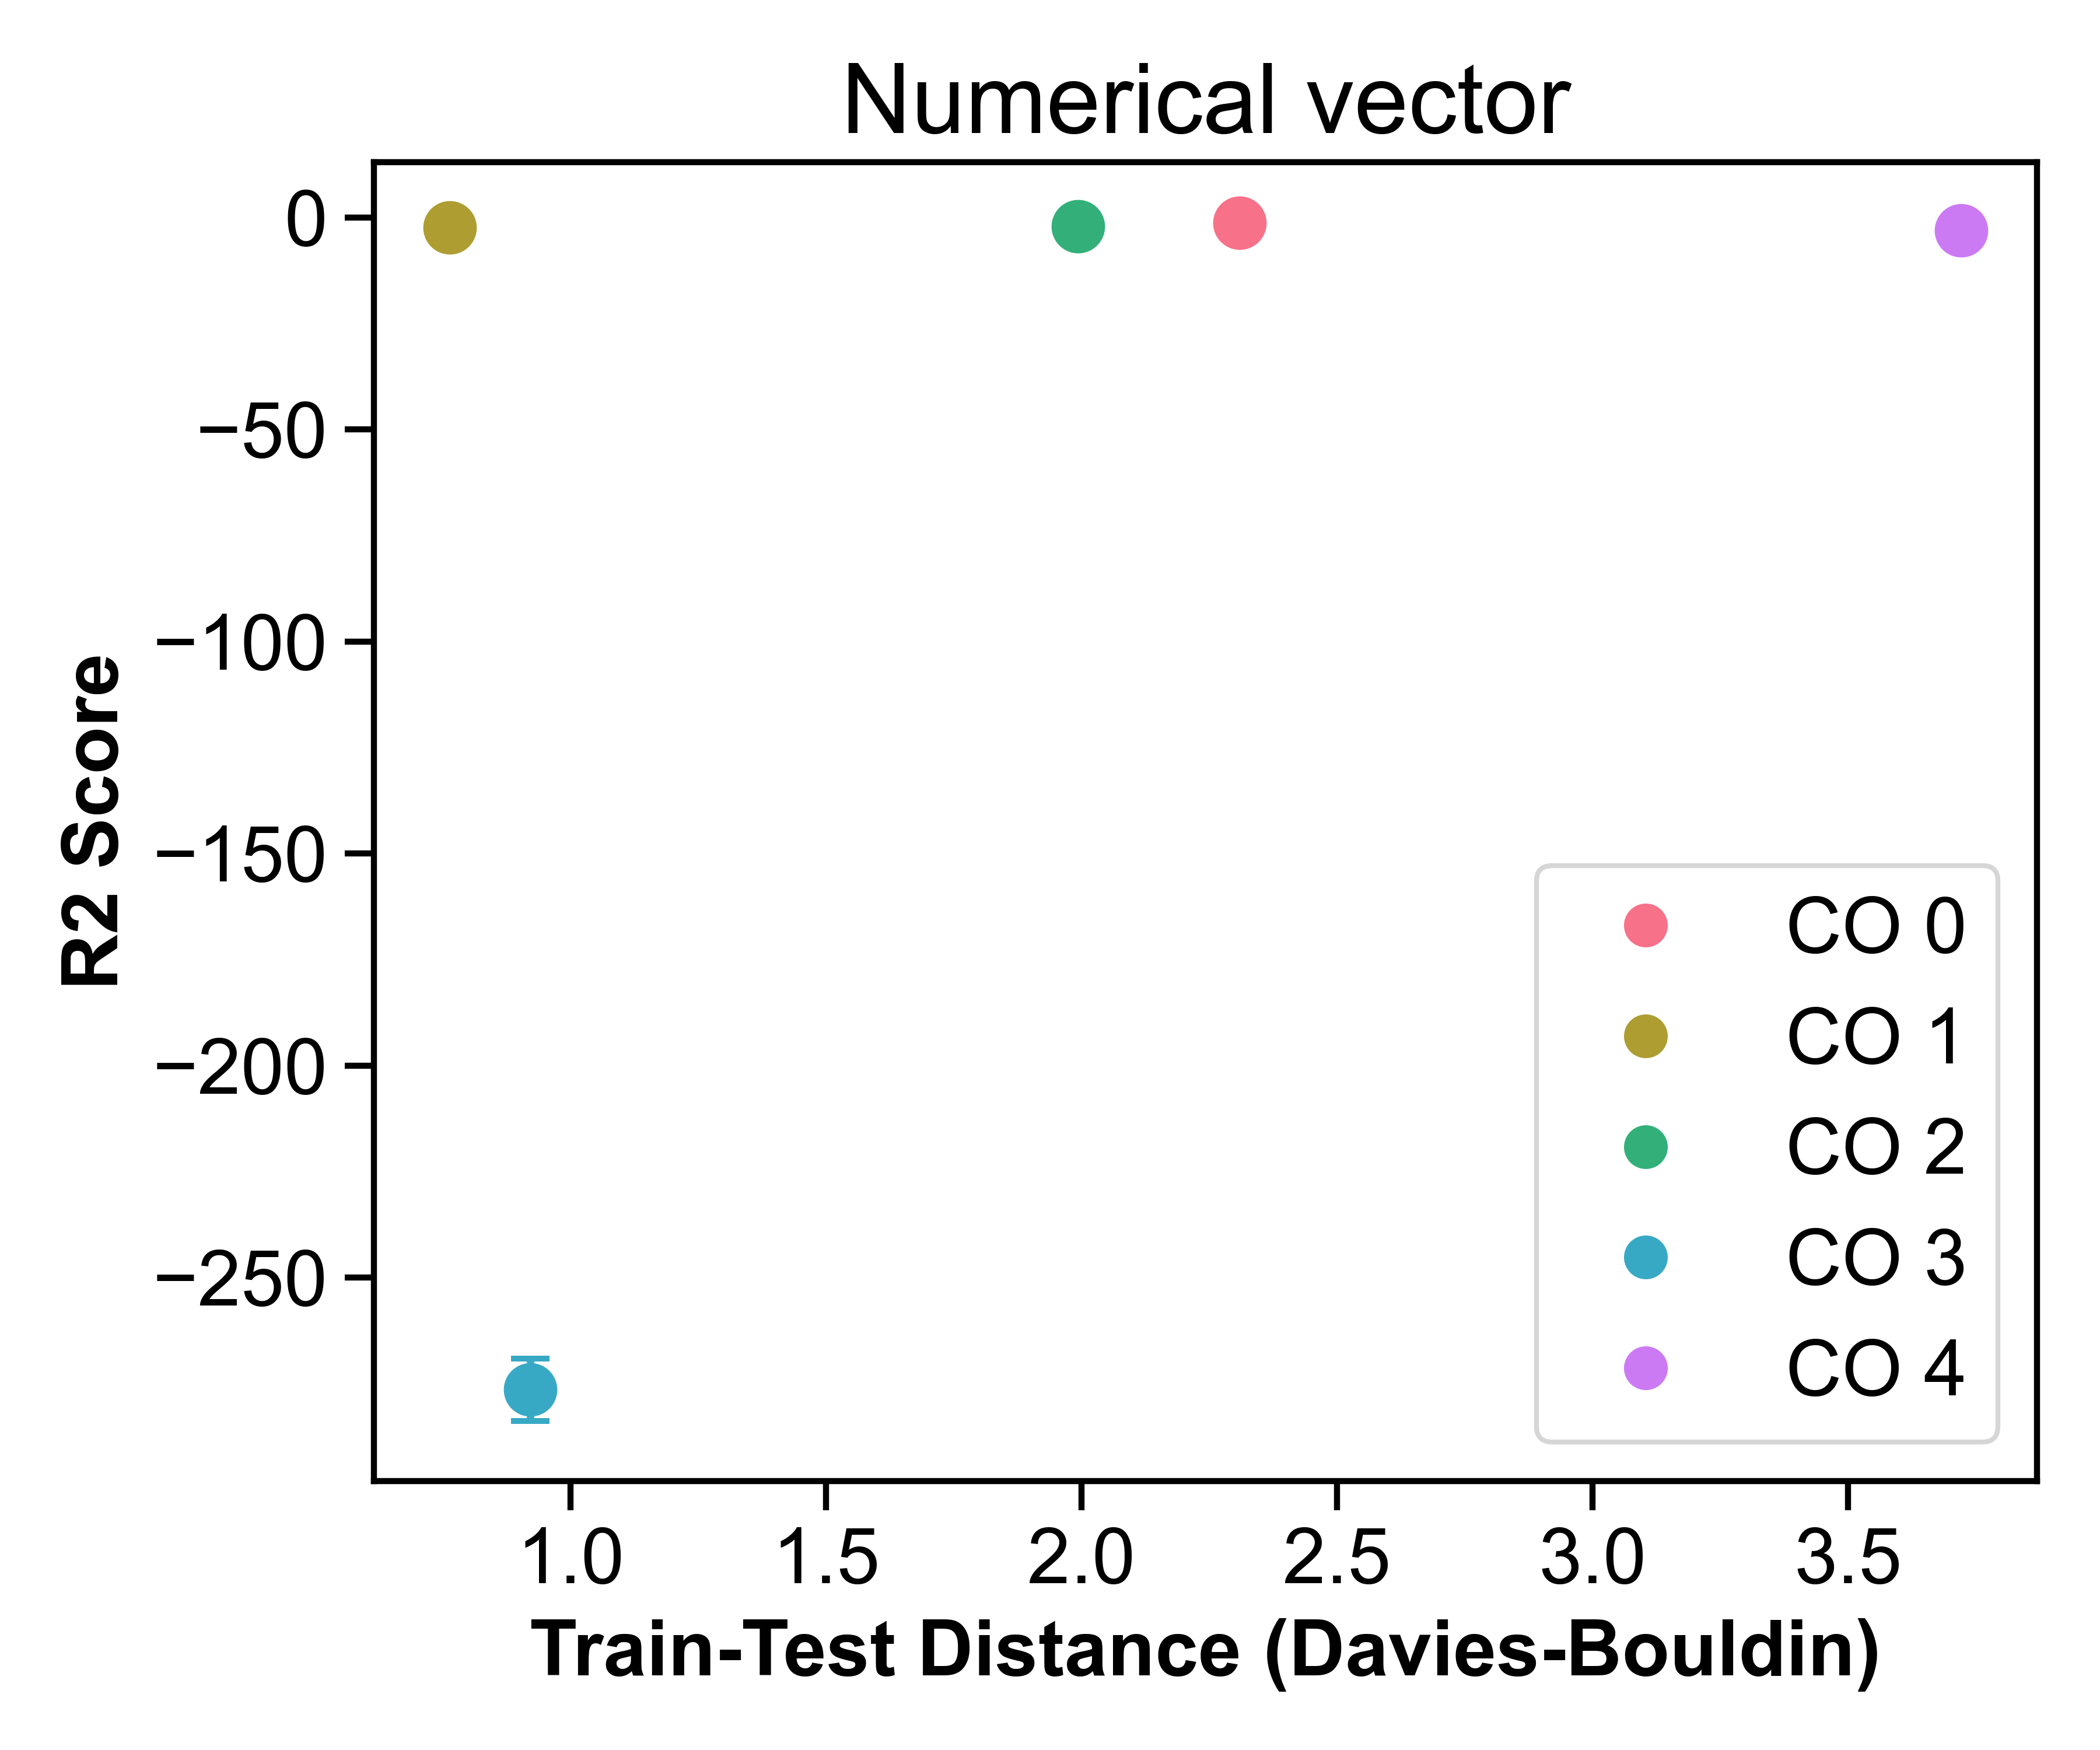 Numerical vector
0
−50
−100
−150
−200
−250
R2 Score
CO 0
CO 1
CO 2
CO 3
CO 4
1.0 1.5 2.0 2.5 3.0 3.5
Train-Test Distance (Davies-Bouldin)